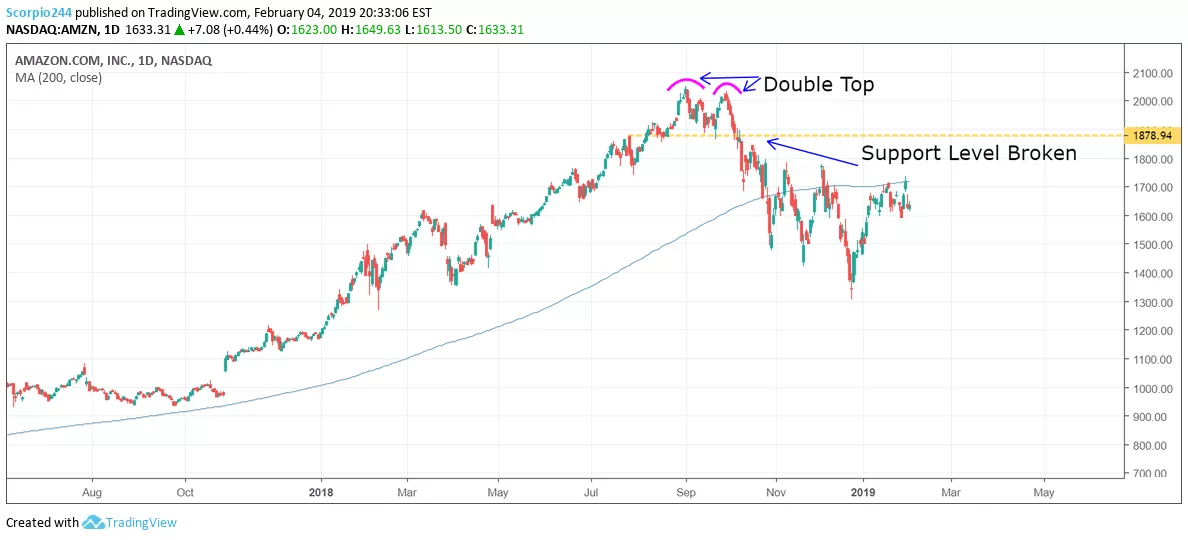 Scorpio244 published on TradingView.com, February 04, 2019 20:33:06 EST
NASDAQ:AMZN, 1D 1633.31 ▲ +7.08 (+0.44%) O:1623.00 H:1649.63 L:1613.50 C:1633.31
AMAZON.COM, INC., 1D, NASDAQ
MA (200, close)
Double Top
Support Level Broken
2100.00
2000.00
1878.94
1800.00
1700.00
1600.00
1500.00
1400.00
1300.00
1200.00
1100.00
1000.00
900.00
800.00
700.00
Aug Oct 2018 Mar May Jul Sep Nov 2019 Mar May
Created with TradingView